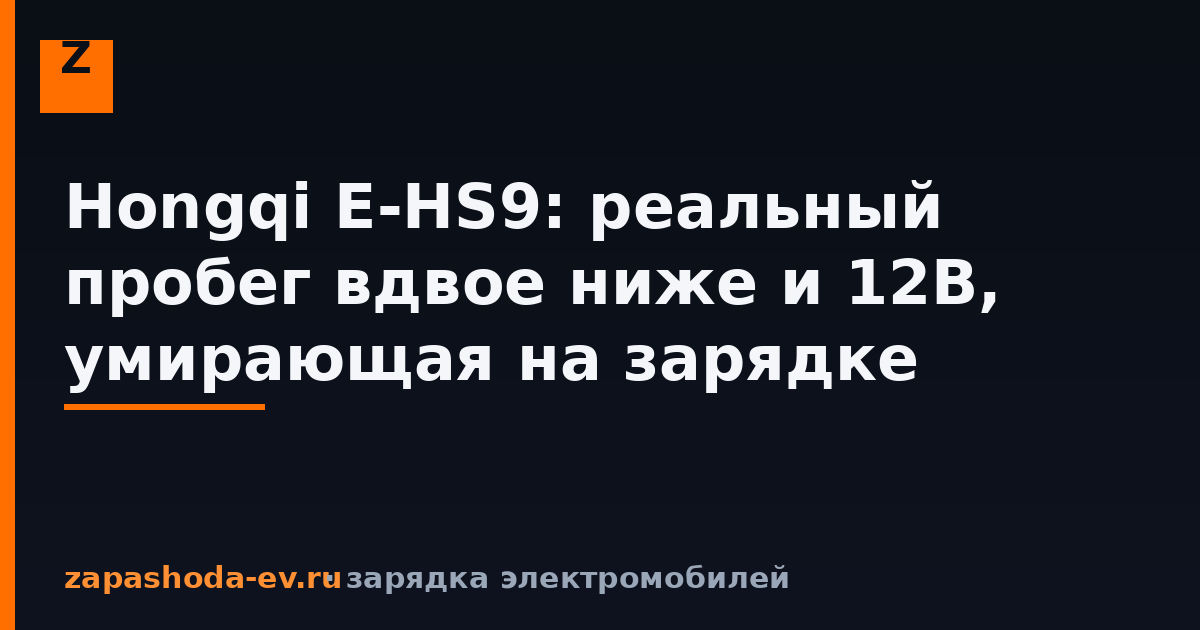 Z
Hongqi E-HS9: реальный
пробег вдвое ниже и 12В,
умирающая на зарядке
zapashoda-ev.ru · зарядка электромобилей